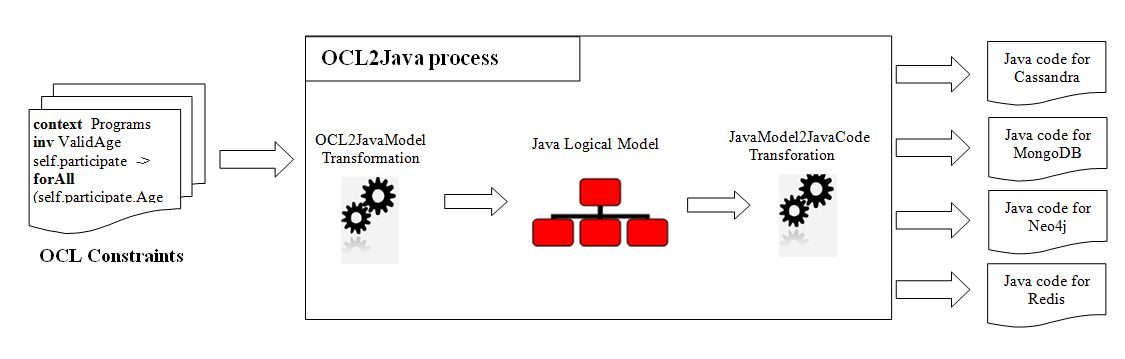 OCL2Java process
context Programs
inv ValidAge
self.participate ->
forAll
(self.participate.Age
OCL Constraints
OCL2JavaModel
Transformation
Java Logical Model
JavaModel2JavaCode
Transforation
Java code for
Cassandra
Java code for
MongoDB
Java code for
Neo4j
Java code for
Redis